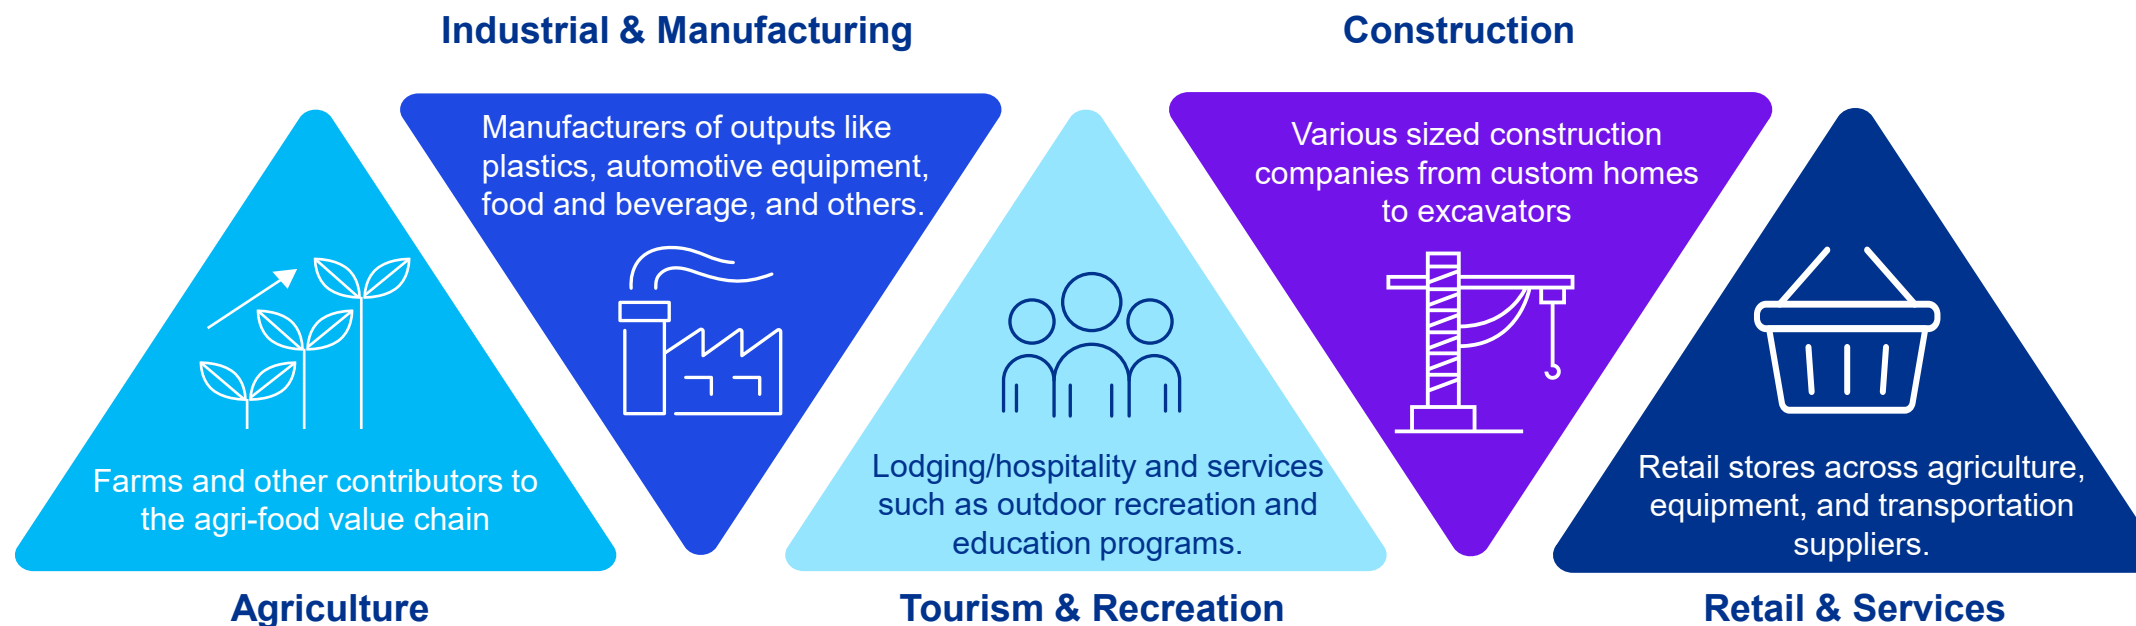 Industrial & Manufacturing
Construction
Manufacturers of outputs like
plastics, automotive equipment,
food and beverage, and others.
Various sized construction
companies from custom homes
to excavators
Farms and other contributors to
the agri-food value chain
Lodging/hospitality and services
such as outdoor recreation and
education programs.
Retail stores across agriculture,
equipment, and transportation
suppliers.
Agriculture
Tourism & Recreation
Retail & Services